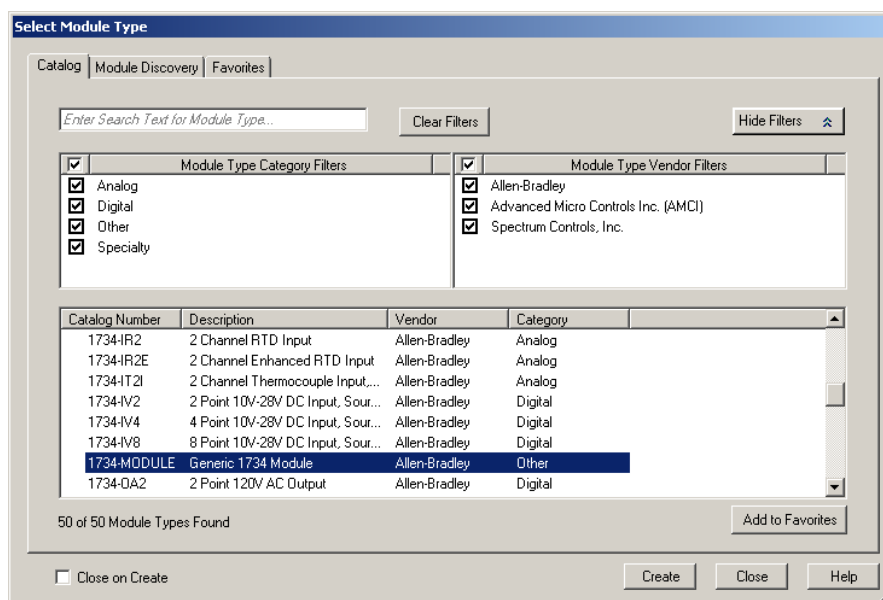 Select Module Type
Catalog Module Discovery Favorites
Enter Search Text for Module Type...
Clear Filters
Hide Filters
Module Type Category Filters
Analog
Digital
Other
Specialty
Module Type Vendor Filters
Allen-Bradley
Advanced Micro Controls Inc. (AMCI)
Spectrum Controls, Inc.
Catalog Number Description Vendor Category
1734-IR2 2 Channel RTD Input Allen-Bradley Analog
1734-IR2E 2 Channel Enhanced RTD Input Allen-Bradley Analog
1734-IT2I 2 Channel Thermocouple Input,... Allen-Bradley Analog
1734-IV2 2 Point 10V-28V DC Input, Sour... Allen-Bradley Digital
1734-IV4 4 Point 10V-28V DC Input, Sour... Allen-Bradley Digital
1734-IV8 8 Point 10V-28V DC Input, Sour... Allen-Bradley Digital
1734-MODULE Generic 1734 Module Allen-Bradley Other
1734-OA2 2 Point 120V AC Output Allen-Bradley Digital
50 of 50 Module Types Found
Add to Favorites
Close on Create
Create
Close
Help